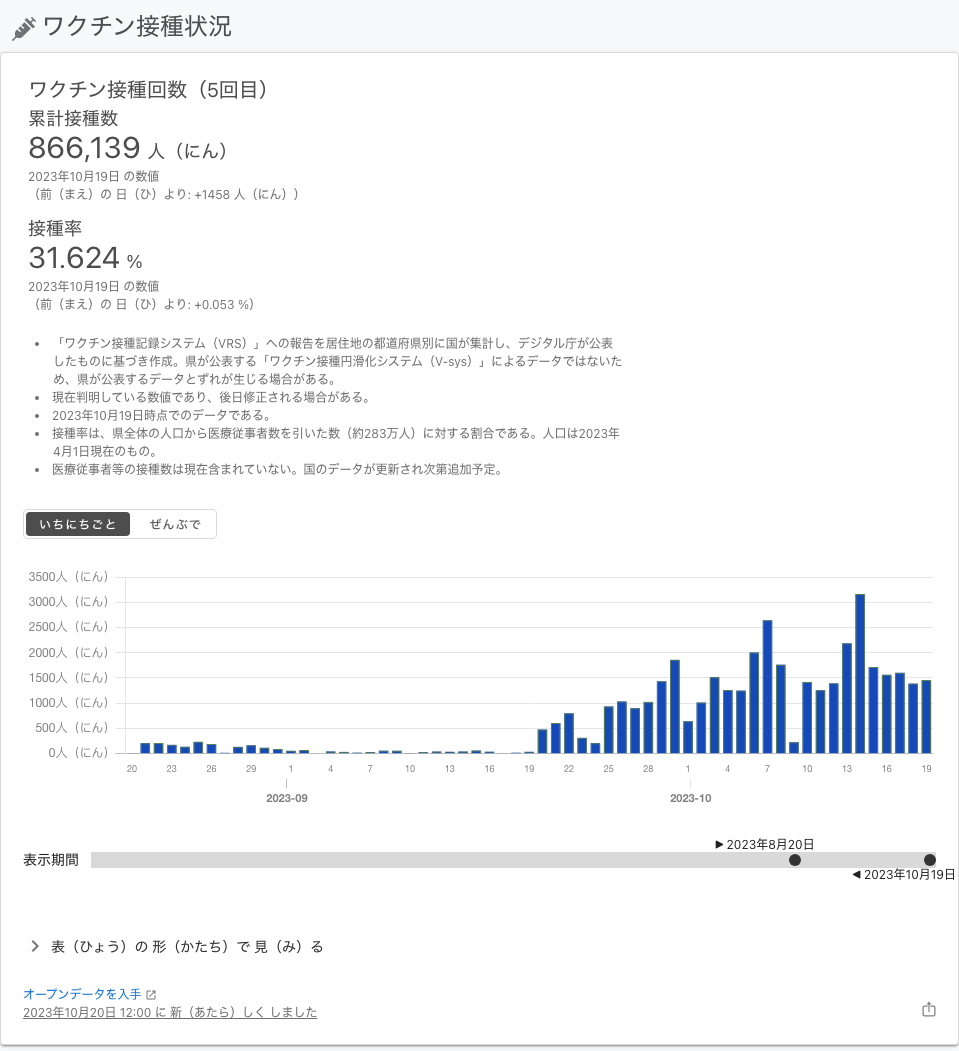 ワクチン接種状況
ワクチン接種回数（5回目）
累計接種数
866,139 人（にん）
2023年10月19日 の数値
（前（まえ）の 日（ひ）より: +1458 人（にん））
接種率
31.624 %
2023年10月19日 の数値
（前（まえ）の 日（ひ）より: +0.053 %）
• 「ワクチン接種記録システム（VRS）」への報告を居住地の都道府県別に国が集計し、デジタル庁が公表
したものに基づき作成。県が公表する「ワクチン接種円滑化システム（V-sys）」によるデータではないた
め、県が公表するデータとずれが生じる場合がある。
• 現在判明している数値であり、後日修正される場合がある。
• 2023年10月19日時点でのデータである。
• 接種率は、県全体の人口から医療従事者数を引いた数（約283万人）に対する割合である。人口は2023年
4月1日現在のもの。
• 医療従事者等の接種数は現在含まれていない。国のデータが更新され次第追加予定。
いちにちごと ぜんぶで
3500人（にん）
3000人（にん）
2500人（にん）
2000人（にん）
1500人（にん）
1000人（にん）
500人（にん）
0人（にん）
20 23 26 29 1 4 7 10 13 16 19 22 25 28 1 4 7 10 13 16 19
2023-09 2023-10
▶ 2023年8月20日
表示期間
◀ 2023年10月19日
表（ひょう）の 形（かたち）で 見（み）る
オープンデータを入手
2023年10月20日 12:00 に 新（あたら）しく しました